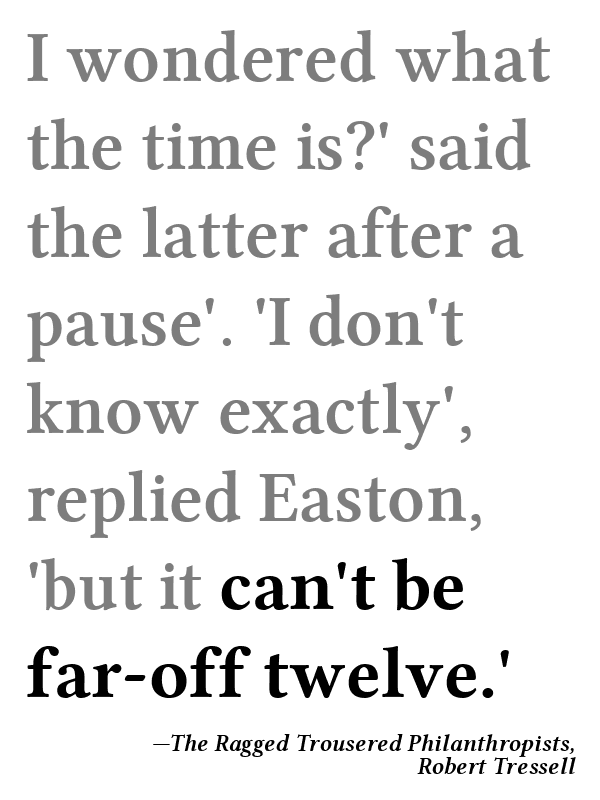 I wondered what
the time is?' said
the latter after a
pause'. 'I don't
know exactly',
replied Easton,
'but it can't be
far-off twelve.'
—The Ragged Trousered Philanthropists,
Robert Tressell